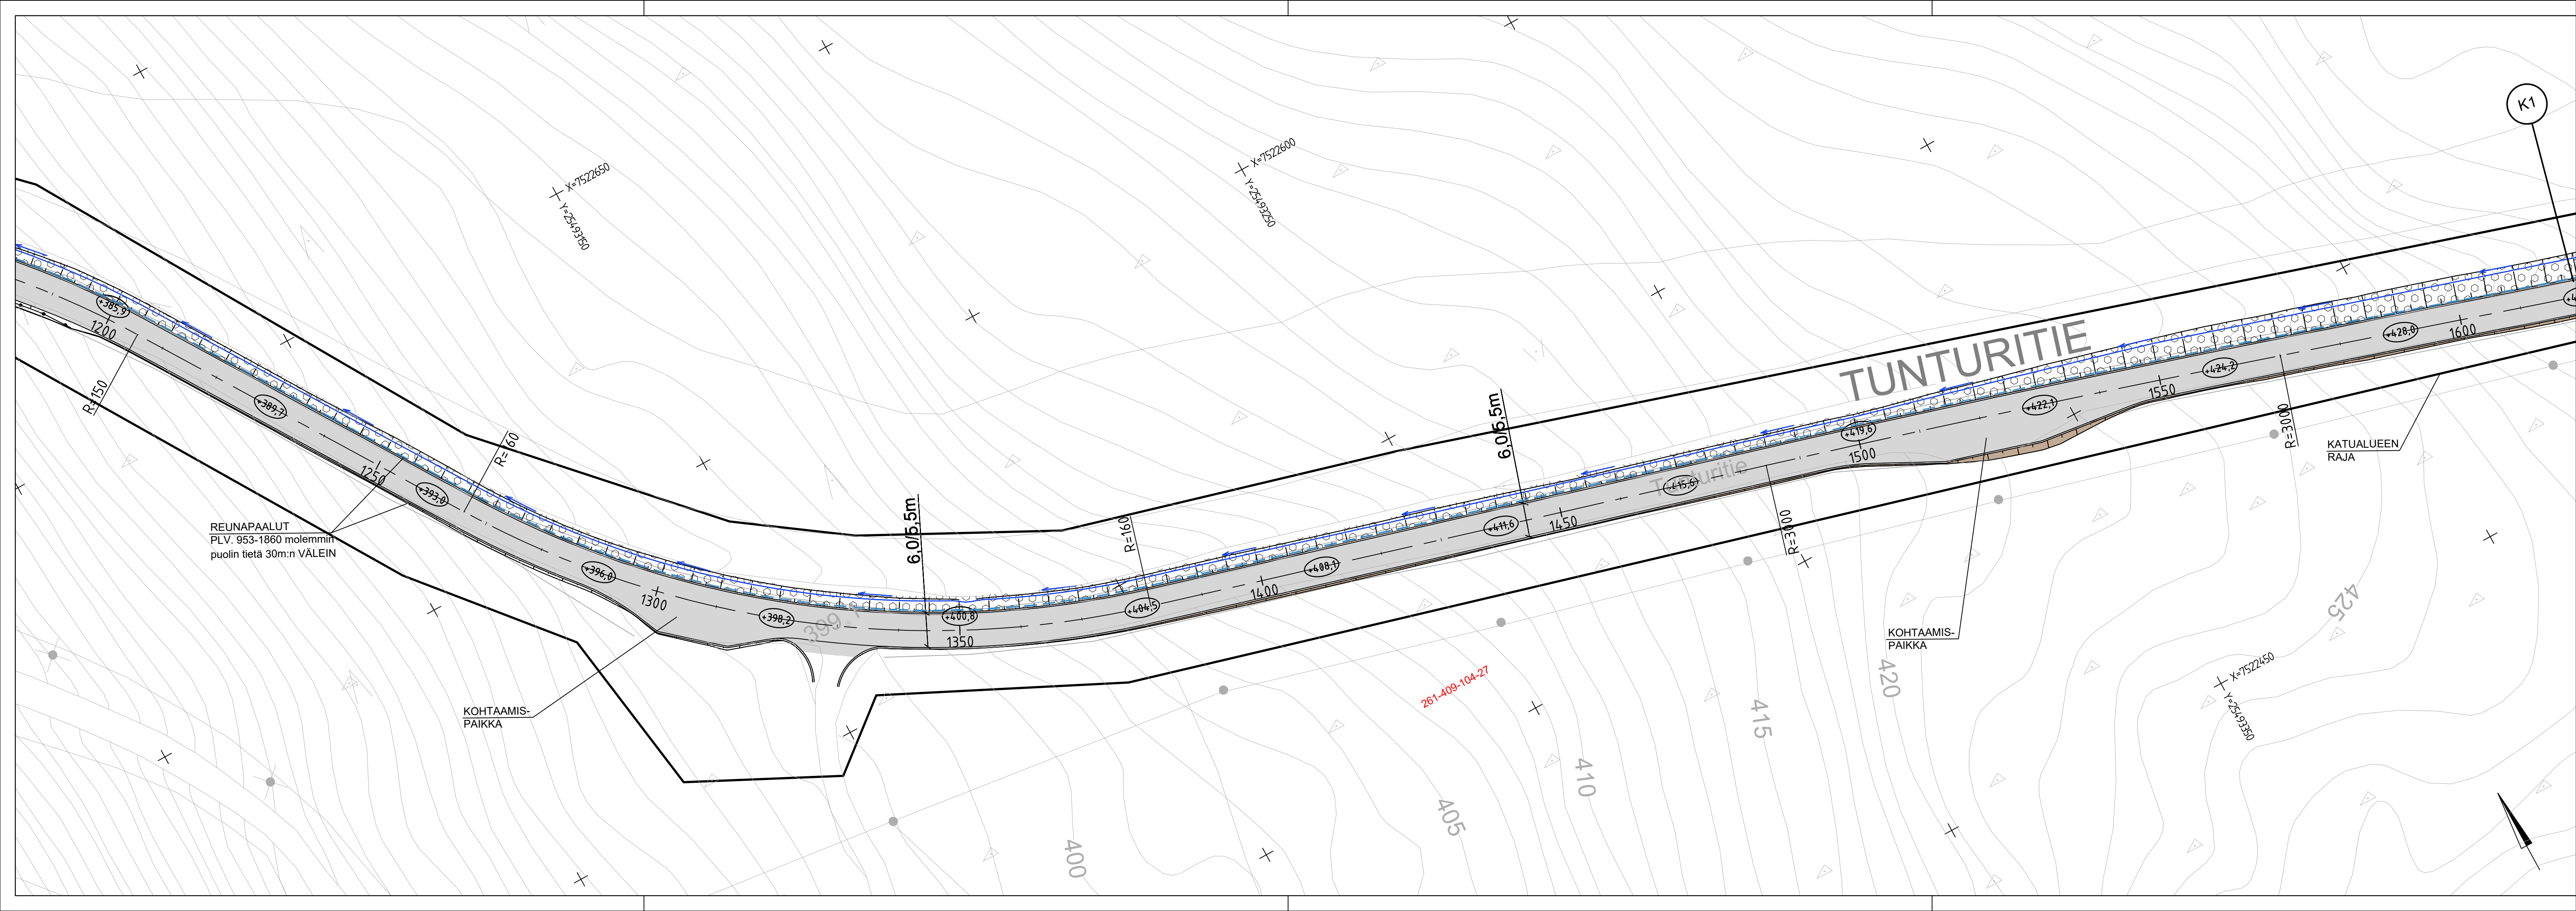 K1
X=7522650
Y=25493150
X=7522600
Y=25493250
+385,9
1200
R=150
+389,7
1250
+393,0
R=160
REUNAPAALUT
PLV. 953-1860 molemmin
puolin tietä 30m:n VÄLEIN
+396,0
1300
+398,2
6,0/5,5m
+400,8
1350
KOHTAAMIS-
PAIKKA
R=160
+404,5
1400
+408,1
6,0/5,5m
+411,6
1450
Tunturitie
+415,6
R=3000
TUNTURITIE
+419,6
1500
+422,1
1550
+424,2
R=3000
+428,0
1600
KATUALUEEN
RAJA
KOHTAAMIS-
PAIKKA
261-409-104-27
400
405
410
415
420
425
X=7522450
Y=25493350